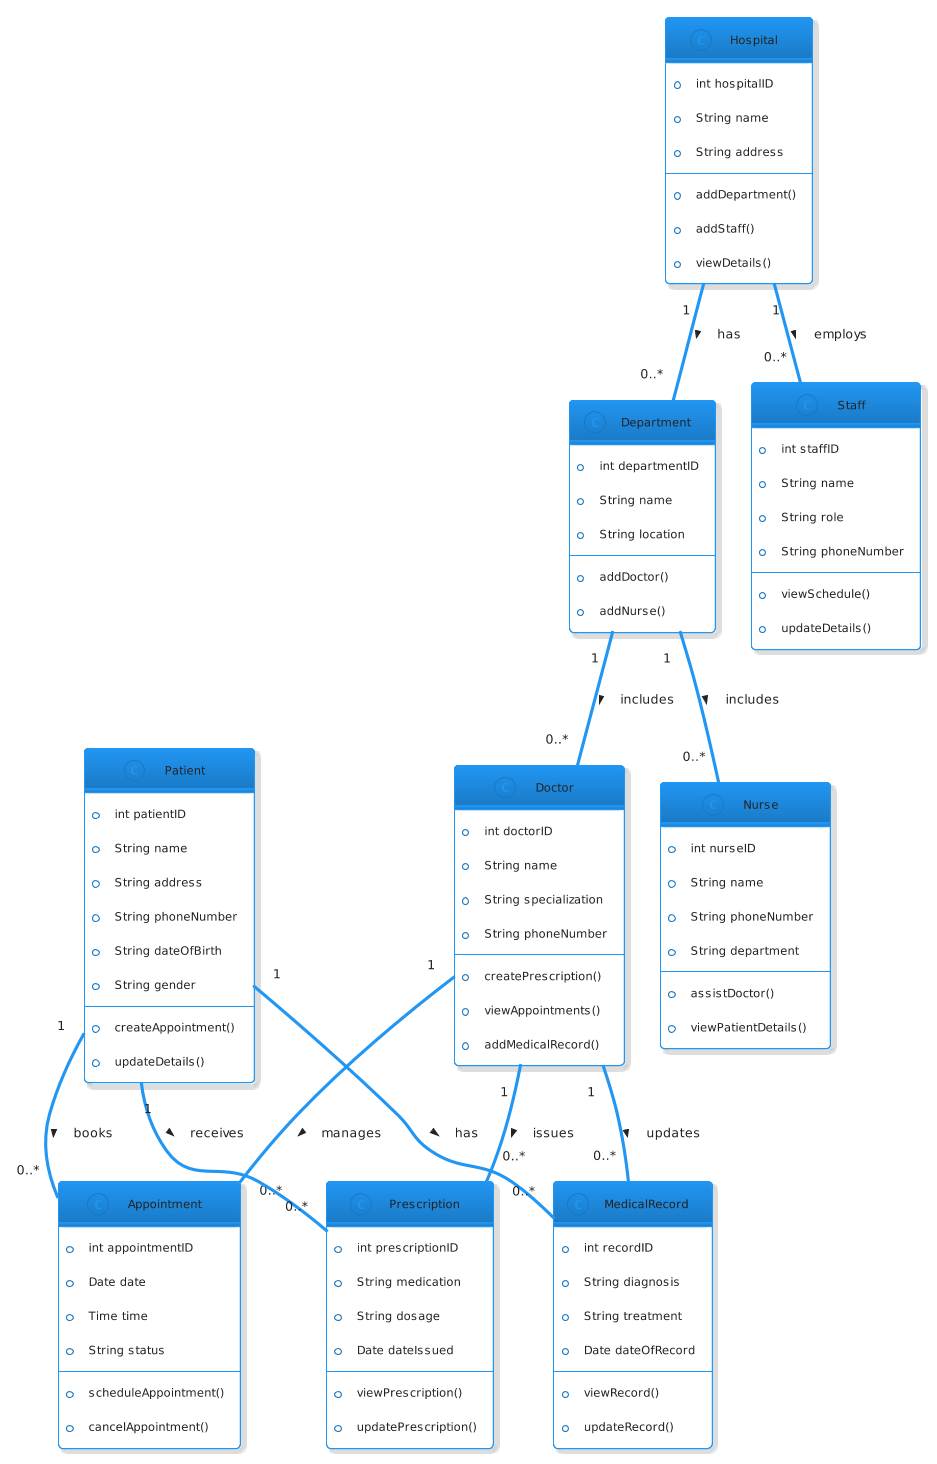 C Hospital
int hospitalID
String name
String address
addDepartment()
addStaff()
viewDetails()
1
1
has
employs
0..*
0..*
C Staff
int staffID
String name
String role
String phoneNumber
viewSchedule()
updateDetails()
C Department
int departmentID
String name
String location
addDoctor()
addNurse()
1
1
includes
includes
0..*
0..*
C Patient
int patientID
String name
String address
String phoneNumber
String dateOfBirth
String gender
createAppointment()
updateDetails()
C Doctor
int doctorID
String name
String specialization
String phoneNumber
createPrescription()
viewAppointments()
addMedicalRecord()
C Nurse
int nurseID
String name
String phoneNumber
String department
assistDoctor()
viewPatientDetails()
1
1
1
1
1
1
books
receives
manages
has
issues
updates
0..*
0..*
0..*
0..*
0..*
0..*
C Appointment
int appointmentID
Date date
Time time
String status
scheduleAppointment()
cancelAppointment()
C Prescription
int prescriptionID
String medication
String dosage
Date dateIssued
viewPrescription()
updatePrescription()
C MedicalRecord
int recordID
String diagnosis
String treatment
Date dateOfRecord
viewRecord()
updateRecord()